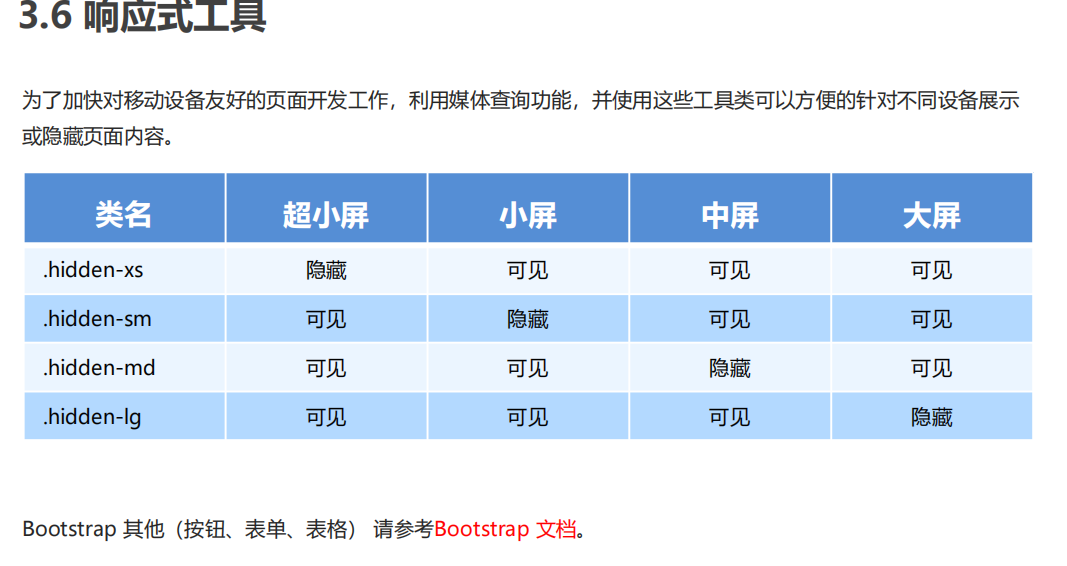 3.6 响应式工具
为了加快对移动设备友好的页面开发工作，利用媒体查询功能，并使用这些工具类可以方便的针对不同设备展示
或隐藏页面内容。
类名 超小屏 小屏 中屏 大屏
.hidden-xs 隐藏 可见 可见 可见
.hidden-sm 可见 隐藏 可见 可见
.hidden-md 可见 可见 隐藏 可见
.hidden-lg 可见 可见 可见 隐藏
Bootstrap 其他（按钮、表单、表格） 请参考Bootstrap 文档。